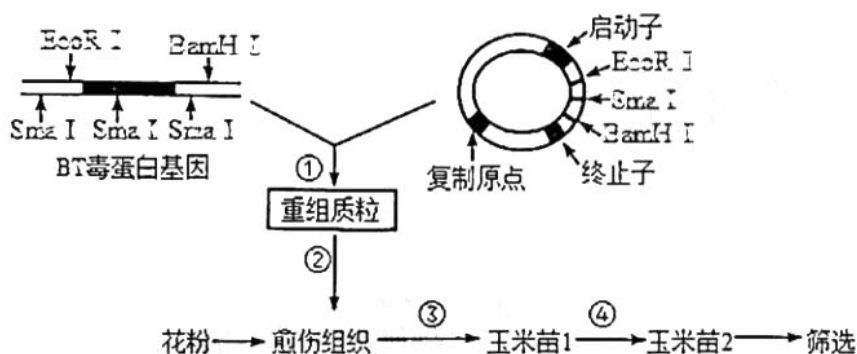 EcoR I BamH I
Sma I Sma I Sma I
BT毒蛋白基因
启动子
EcoR I
Sma I
BamH I
终止子
复制原点
①
重组质粒
②
花粉 愈伤组织 ③ 玉米苗1 ④ 玉米苗2 筛选